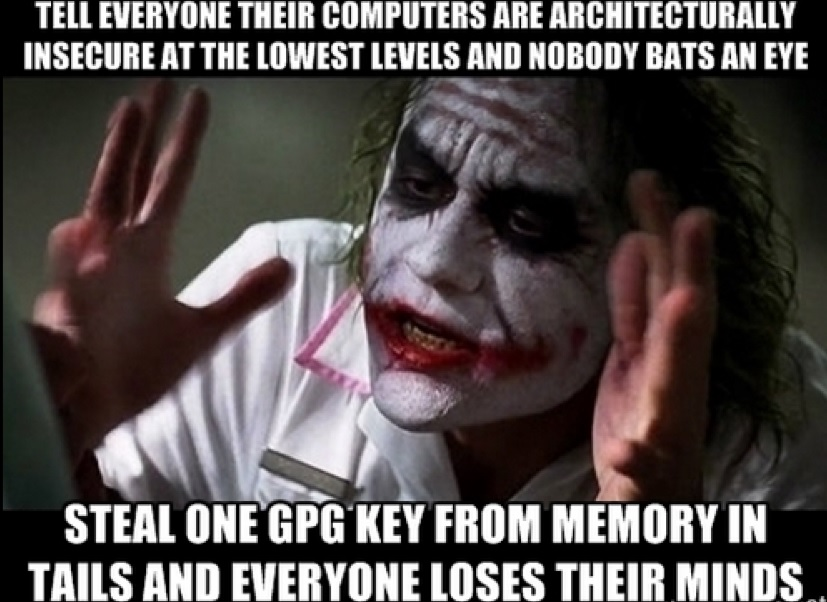 TELL EVERYONE THEIR COMPUTERS ARE ARCHITECTURALLY
INSECURE AT THE LOWEST LEVELS AND NOBODY BATS AN EYE
STEAL ONE GPG KEY FROM MEMORY IN
TAILS AND EVERYONE LOSES THEIR MINDS